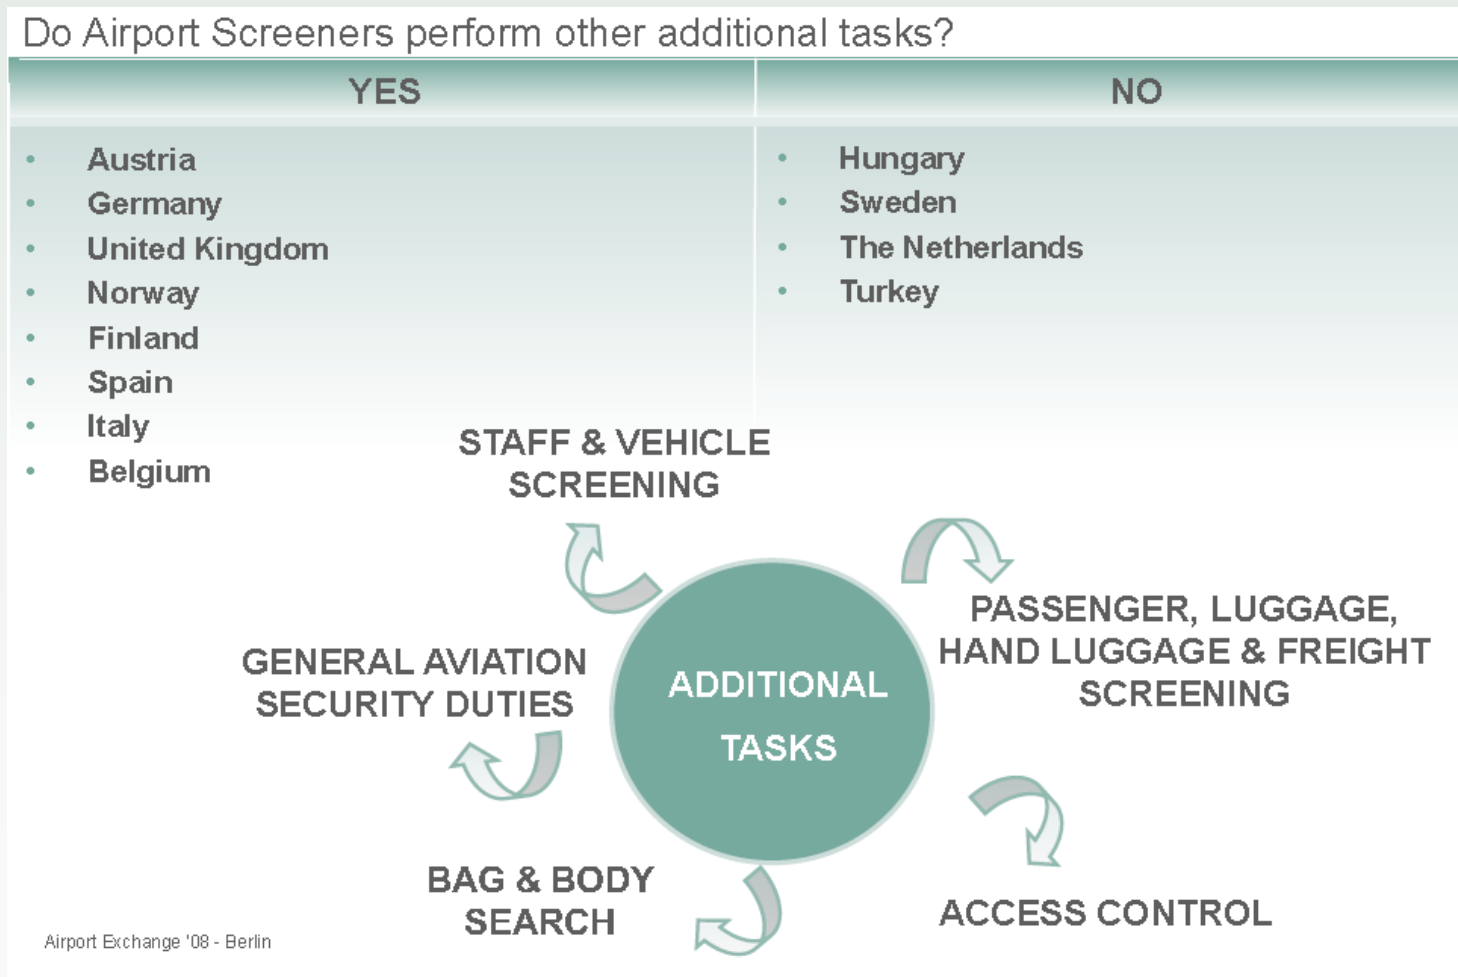 Do Airport Screeners perform other additional tasks?
YES
NO
• Austria
• Germany
• United Kingdom
• Norway
• Finland
• Spain
• Italy
• Belgium
• Hungary
• Sweden
• The Netherlands
• Turkey
STAFF & VEHICLE
SCREENING
PASSENGER, LUGGAGE,
HAND LUGGAGE & FREIGHT
SCREENING
GENERAL AVIATION
SECURITY DUTIES
ADDITIONAL
TASKS
BAG & BODY
SEARCH
ACCESS CONTROL
Airport Exchange '08 - Berlin